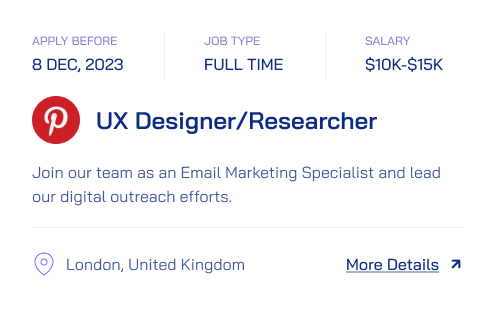 APPLY BEFORE
8 DEC, 2023
JOB TYPE
FULL TIME
SALARY
$10K-$15K
UX Designer/Researcher
Join our team as an Email Marketing Specialist and lead
our digital outreach efforts.
London, United Kingdom
More Details